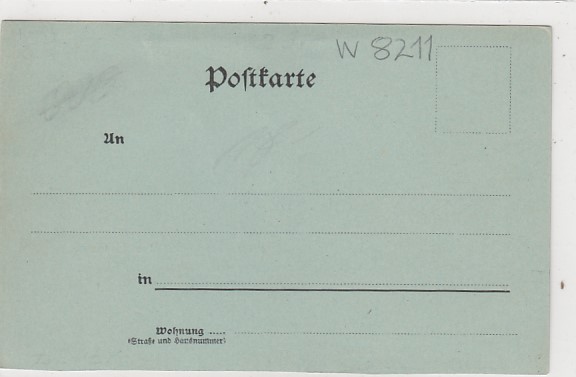 W 8211
Postkarte
An
in
Wohnung .....
(Straße und Hausnummer)